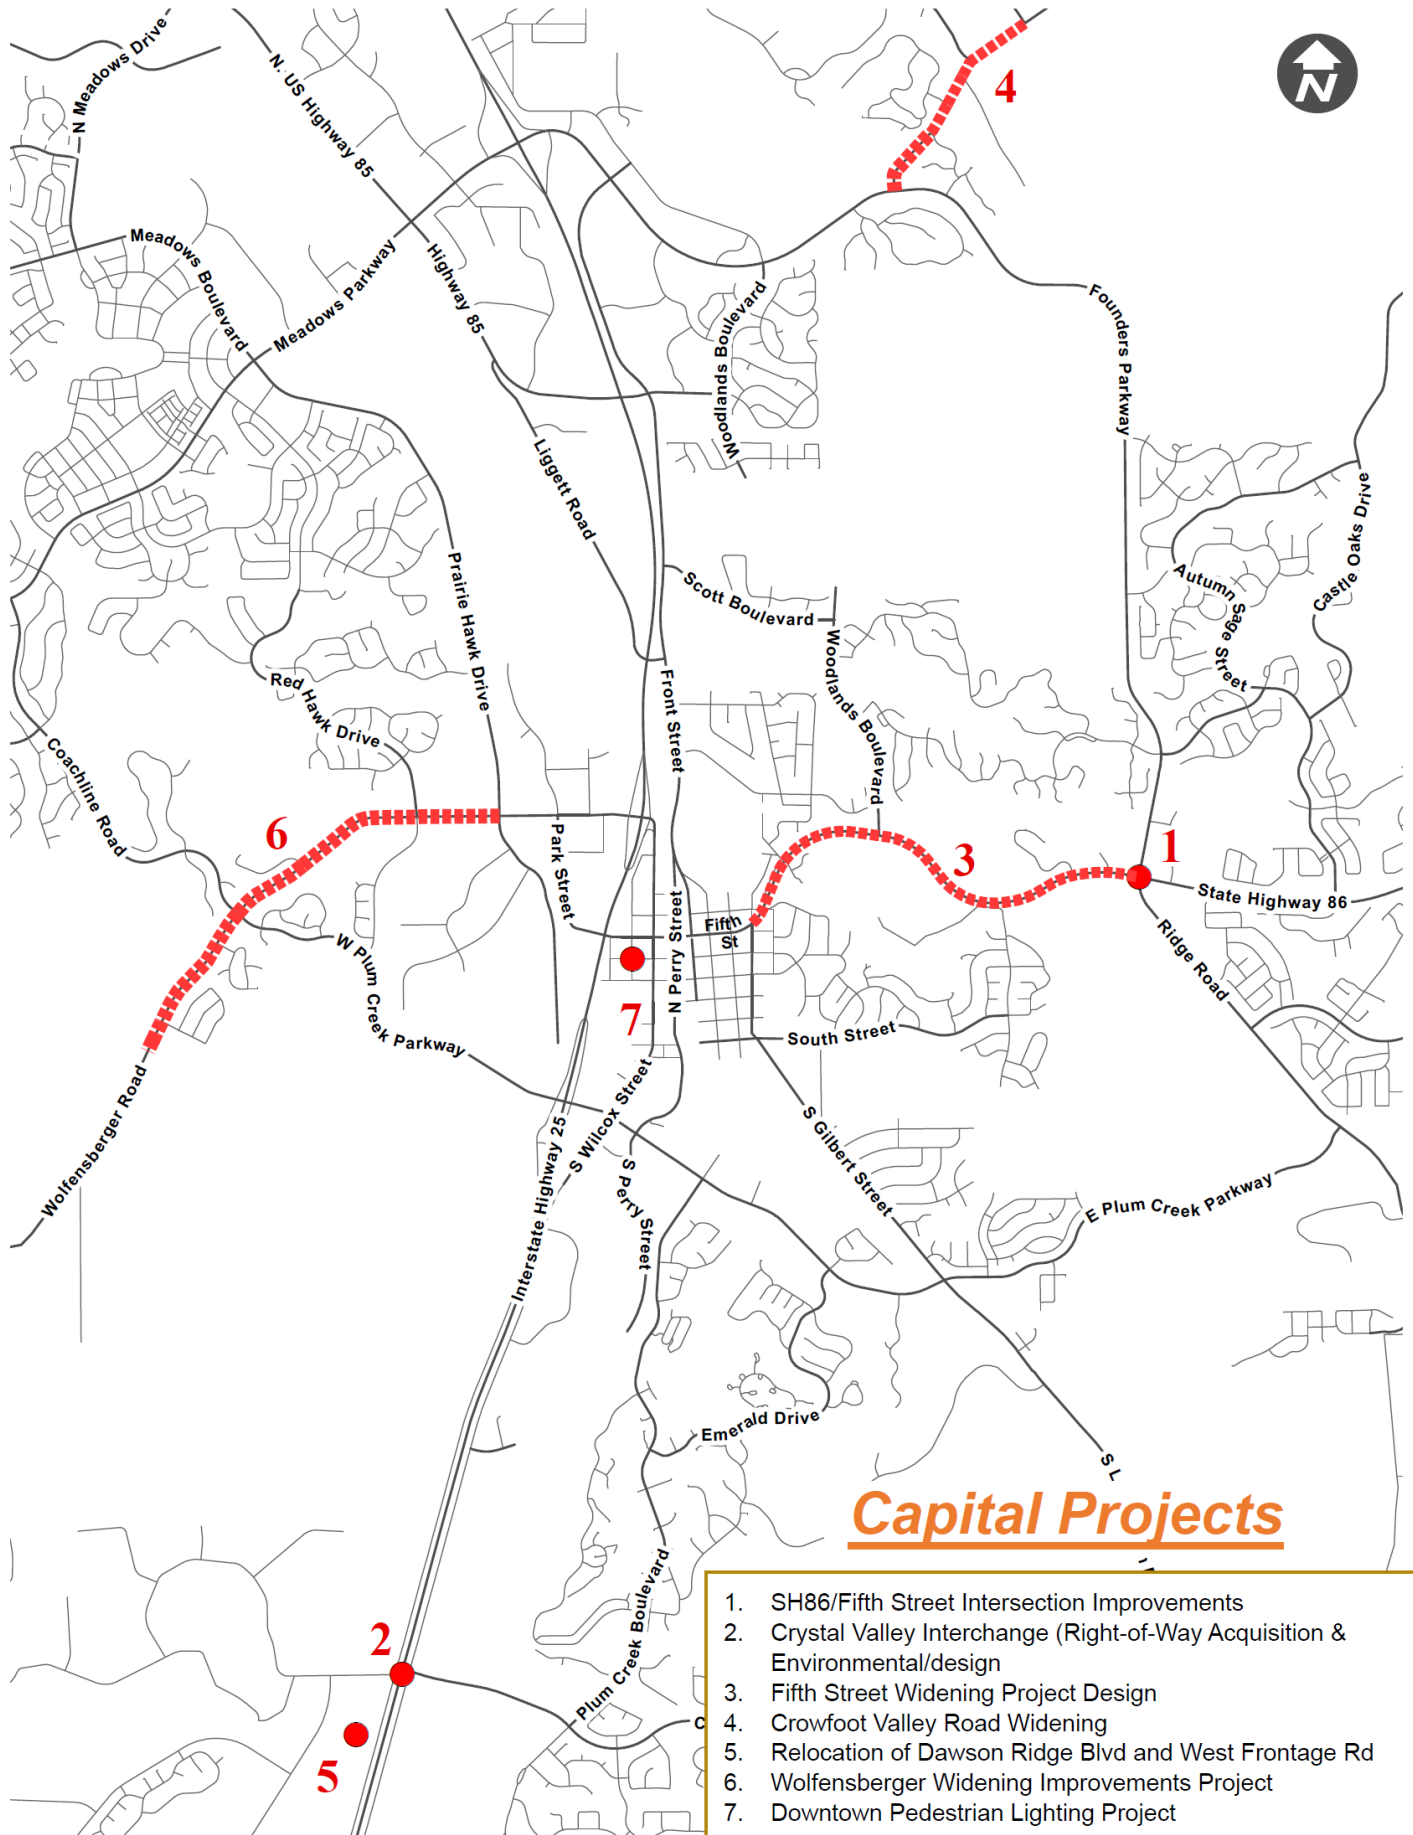 N Meadows Drive
N. US Highway 85
4
N
Meadows Boulevard
Meadows Parkway
Highway 85
Woodlands Boulevard
Founders Parkway
Liggett Road
Castle Oaks Drive
Prairie Hawk Drive
Scott Boulevard
Autumn Sage Street
Woodlands Boulevard
Red Hawk Drive
Front Street
Coachline Road
6
Park Street
3
1
State Highway 86
Fifth
St
N Perry Street
Ridge Road
W Plum Creek Parkway
7
South Street
Wolfensberger Road
S Wilcox Street
S Gilbert Street
Interstate Highway 25
S Perry Street
E Plum Creek Parkway
Emerald Drive
S L
Capital Projects
Plum Creek Boulevard
2
C
5
1. SH86/Fifth Street Intersection Improvements
2. Crystal Valley Interchange (Right-of-Way Acquisition &
Environmental/design
3. Fifth Street Widening Project Design
4. Crowfoot Valley Road Widening
5. Relocation of Dawson Ridge Blvd and West Frontage Rd
6. Wolfensberger Widening Improvements Project
7. Downtown Pedestrian Lighting Project